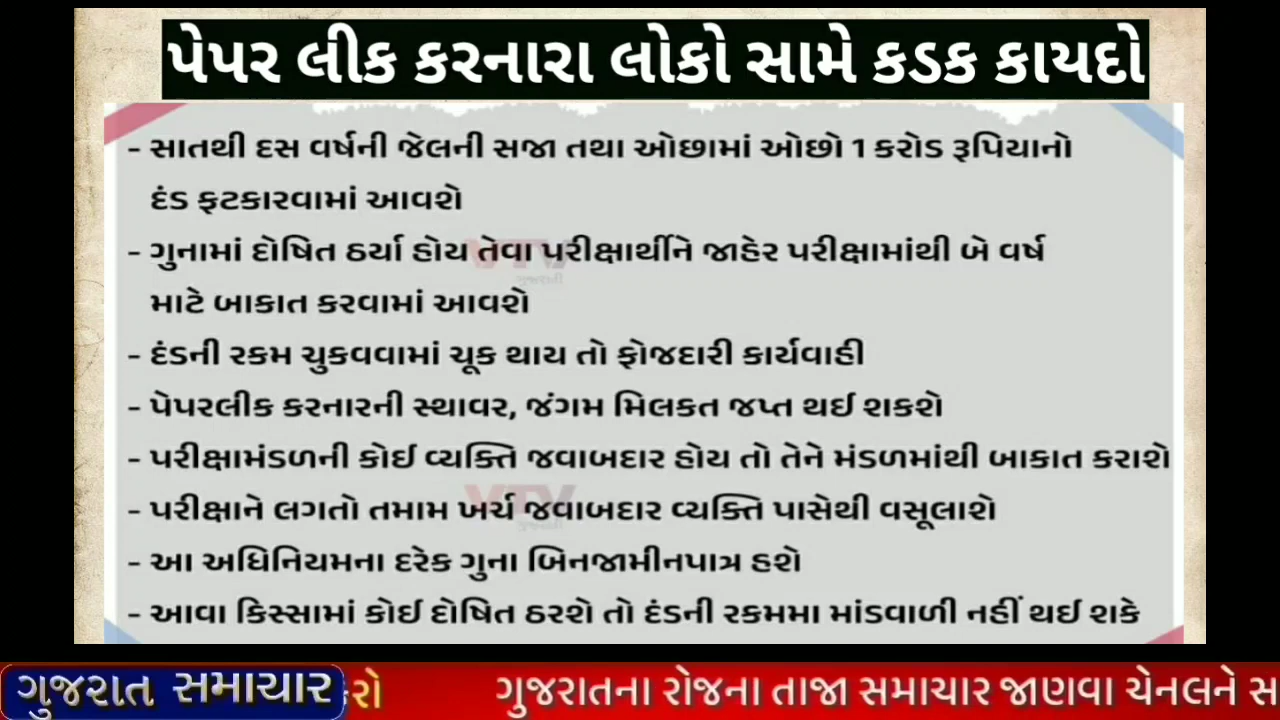 પેપર લીક કરનારા લોકો સામે કડક કાયદો
- સાતથી દસ વર્ષની જેલની સજા તથા ઓછામાં ઓછો 1 કરોડ રૂપિયાનો
દંડ ફટકારવામાં આવશે
- ગુનામાં દોષિત ઠર્યા હોય તેવા પરીક્ષાર્થીને જાહેર પરીક્ષામાંથી બે વર્ષ
માટે બાકાત કરવામાં આવશે
- દંડની રકમ ચુકવવામાં ચૂક થાય તો ફોજદારી કાર્યવાહી
- પેપરલીક કરનારની સ્થાવર, જંગમ મિલકત જપ્ત થઈ શકશે
- પરીક્ષામંડળની કોઈ વ્યક્તિ જવાબદાર હોય તો તેને મંડળમાંથી બાકાત કરાશે
- પરીક્ષાને લગતો તમામ ખર્ચ જવાબદાર વ્યક્તિ પાસેથી વસૂલાશે
- આ અધિનિયમના દરેક ગુના બિનજામીનપાત્ર હશે
- આવા કિસ્સામાં કોઈ દોષિત ઠરશે તો દંડની રકમમા માંડવાળી નહીં થઈ શકે
VTV
VTV
ગુજરાત સમાચાર રો ગુજરાતના રોજના તાજા સમાચાર જાણવા ચેનલને સ